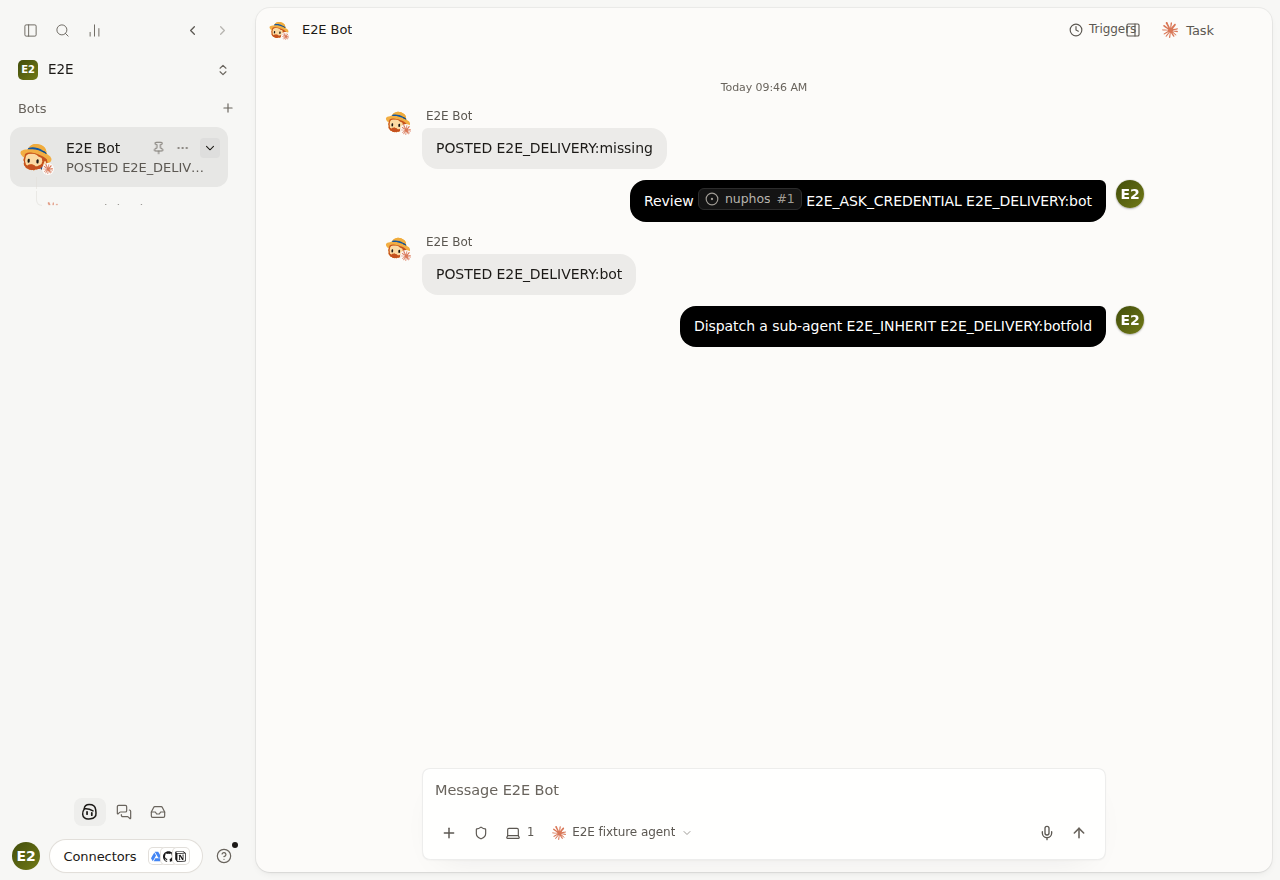 E2 E2E
Bots
E2E Bot
POSTED E2E_DELIV…
E2 Connectors
E2E Bot
Triggers
Task
Today 09:46 AM
E2E Bot
POSTED E2E_DELIVERY:missing
Review nuphos #1 E2E_ASK_CREDENTIAL E2E_DELIVERY:bot
E2
E2E Bot
POSTED E2E_DELIVERY:bot
Dispatch a sub-agent E2E_INHERIT E2E_DELIVERY:botfold
E2
Message E2E Bot
1 E2E fixture agent